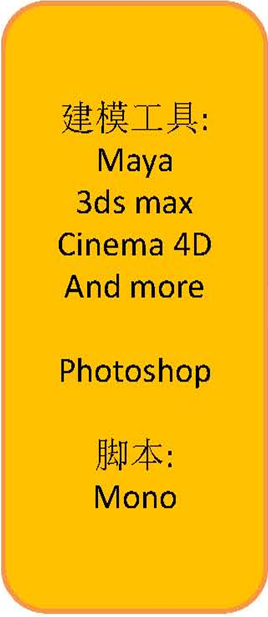 建模工具:
Maya
3ds max
Cinema 4D
And more
Photoshop
脚本:
Mono